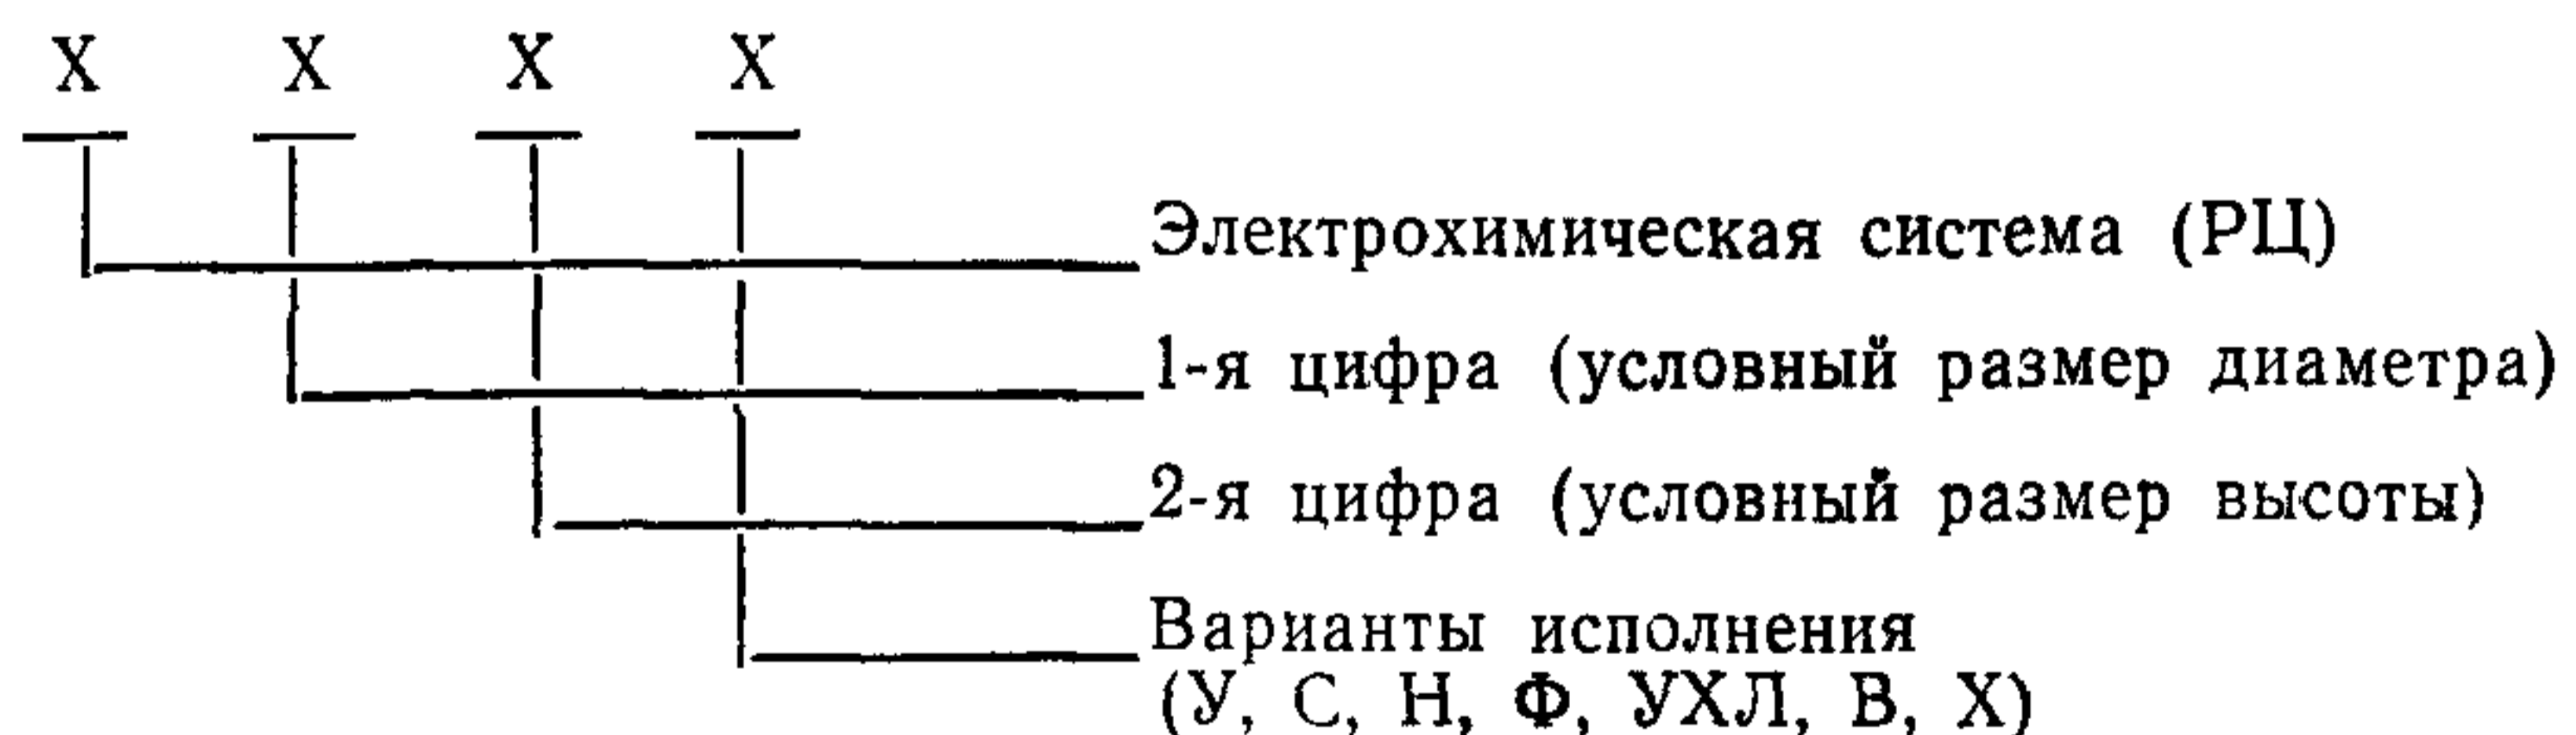 Х Х Х Х
Электрохимическая система (РЦ)
1-я цифра (условный размер диаметра)
2-я цифра (условный размер высоты)
Варианты исполнения
(У, С, Н, Ф, УХЛ, В, Х)